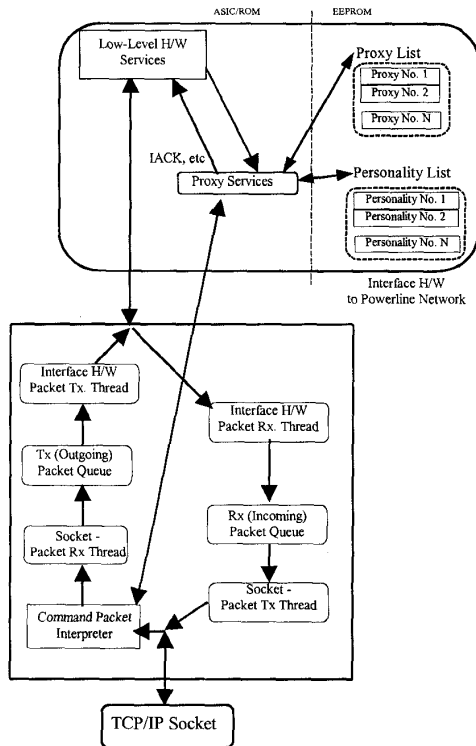 ASIC/ROM
EEPROM
Low-Level H/W
Services
Proxy List
Proxy No. 1
Proxy No. 2
Proxy No. N
IACK, etc
Proxy Services
Personality List
Personality No. 1
Personality No. 2
Personality No. N
Interface H/W
to Powerline Network
Interface H/W
Packet Tx. Thread
Interface H/W
Packet Rx. Thread
Tx (Outgoing)
Packet Queue
Rx (Incoming)
Packet Queue
Socket -
Packet Rx Thread
Socket -
Packet Tx Thread
Command Packet
Interpreter
TCP/IP Socket